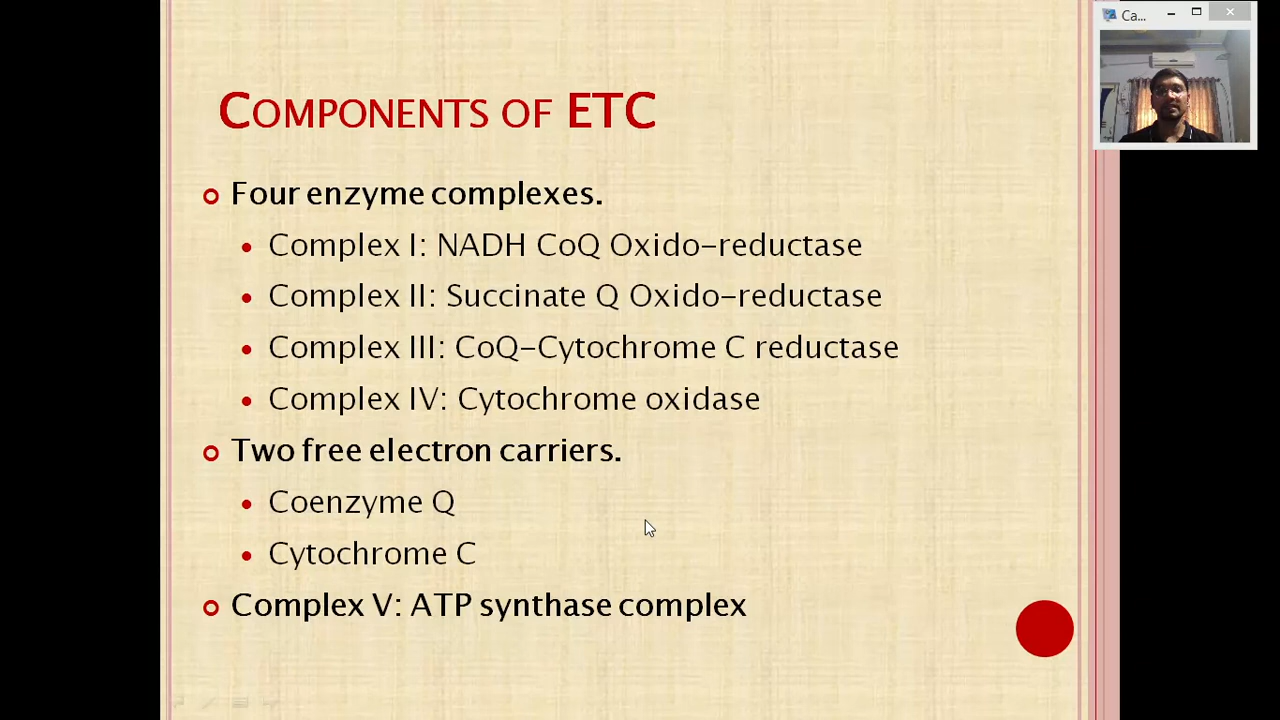 Ca...
COMPONENTS OF ETC
Four enzyme complexes.
Complex I: NADH CoQ Oxido-reductase
Complex II: Succinate Q Oxido-reductase
Complex III: CoQ-Cytochrome C reductase
Complex IV: Cytochrome oxidase
Two free electron carriers.
Coenzyme Q
Cytochrome C
Complex V: ATP synthase complex